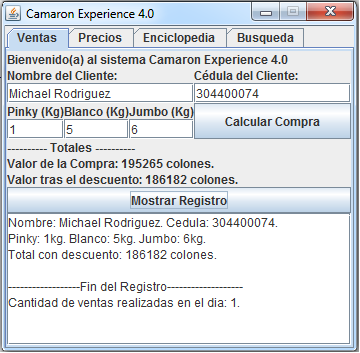 Camaron Experience 4.0
Ventas Precios Enciclopedia Busqueda
Bienvenido(a) al sistema Camaron Experience 4.0
Nombre del Cliente: Cédula del Cliente:
Michael Rodriguez 304400074
Pinky (Kg) Blanco (Kg) Jumbo (Kg)
1 5 6 Calcular Compra
---------- Totales ----------
Valor de la Compra: 195265 colones.
Valor tras el descuento: 186182 colones.
Mostrar Registro
Nombre: Michael Rodriguez. Cedula: 304400074.
Pinky: 1kg. Blanco: 5kg. Jumbo: 6kg.
Total con descuento: 186182 colones.
-------------------Fin del Registro--------------------
Cantidad de ventas realizadas en el dia: 1.